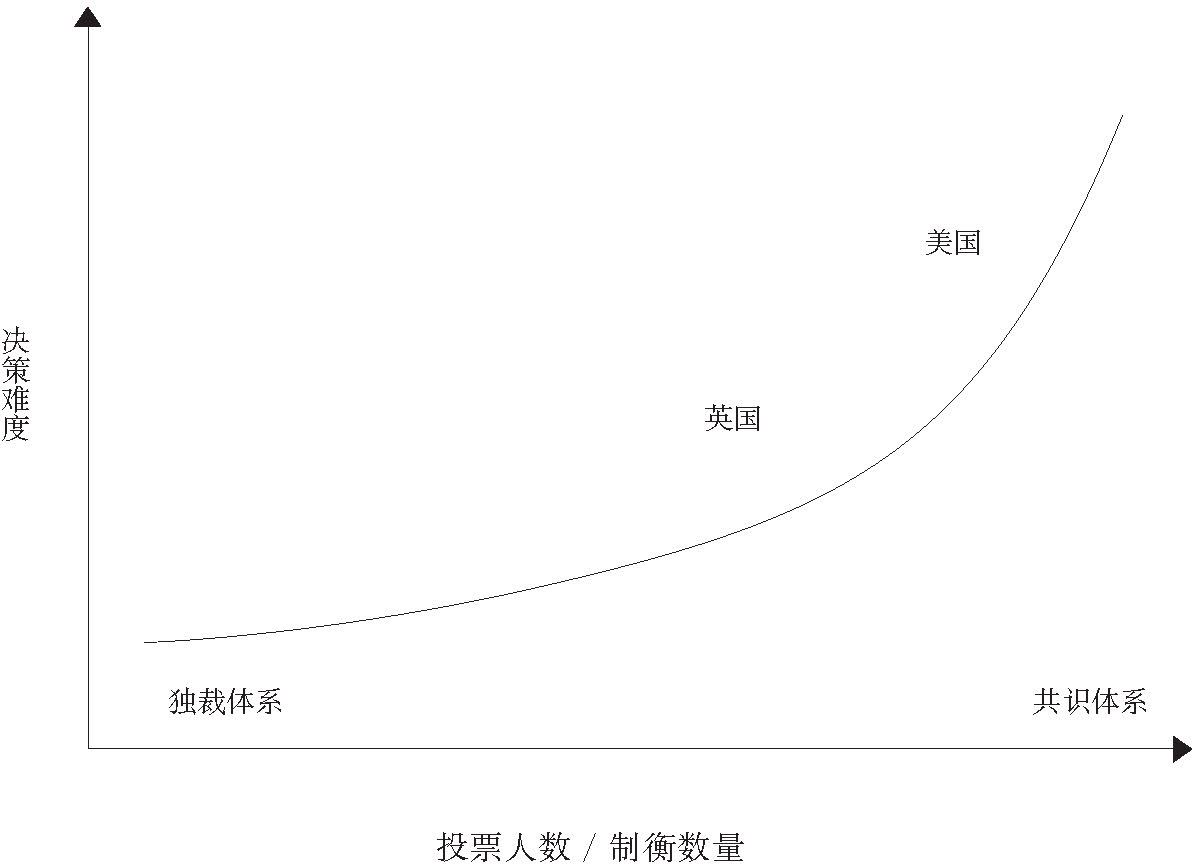 美国
决策难度
英国
独裁体系
共识体系
投票人数 / 制衡数量